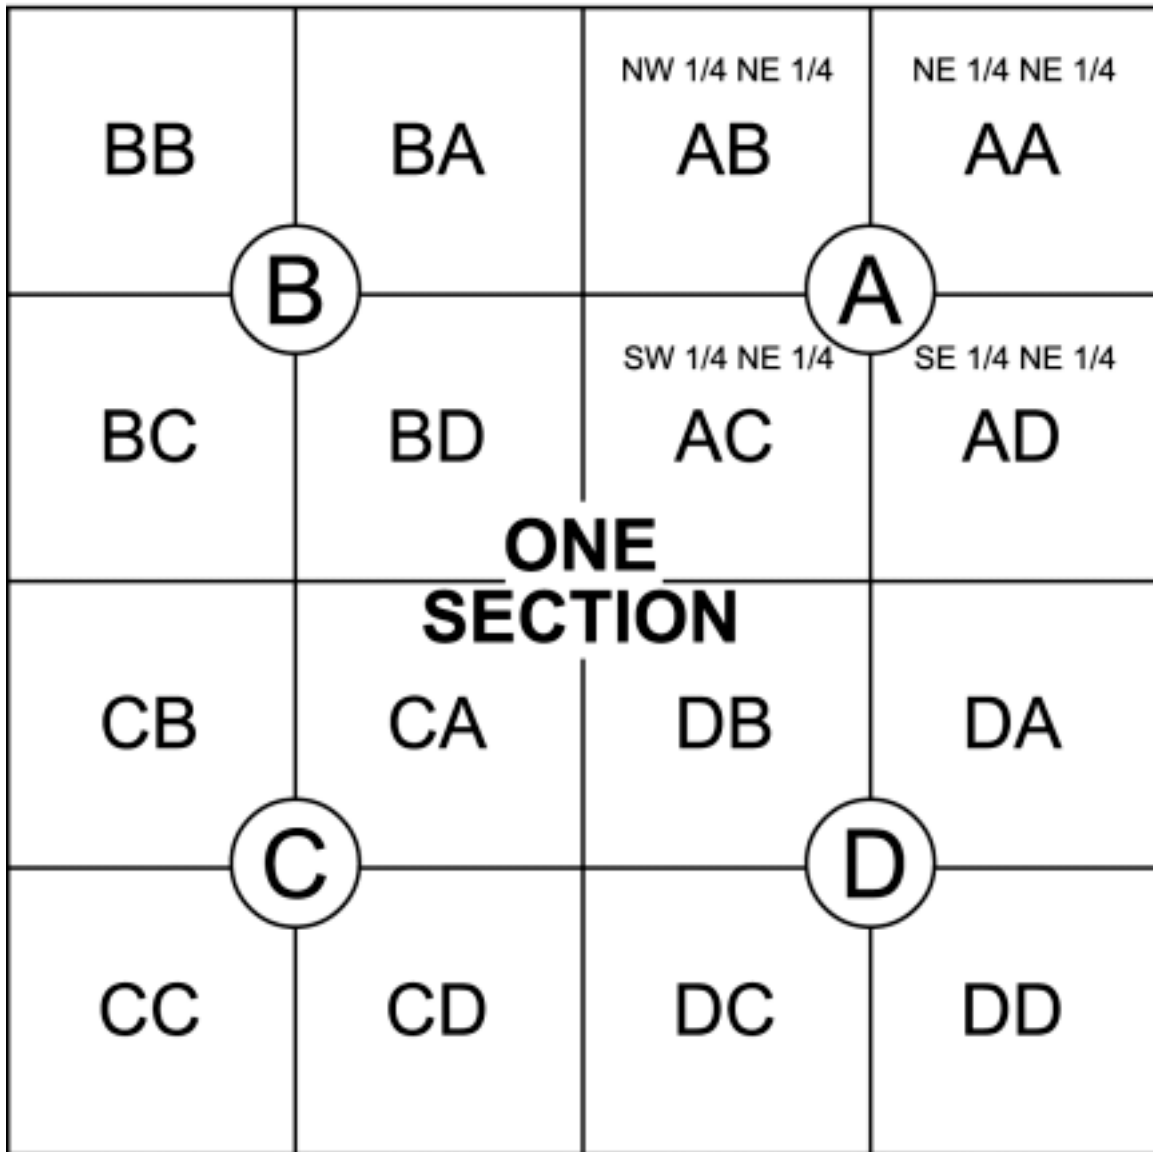 NW 1/4 NE 1/4 NE 1/4 NE 1/4
BB BA AB AA
B A
SW 1/4 NE 1/4 SE 1/4 NE 1/4
BC BD AC AD
ONE
SECTION
CB CA DB DA
C D
CC CD DC DD